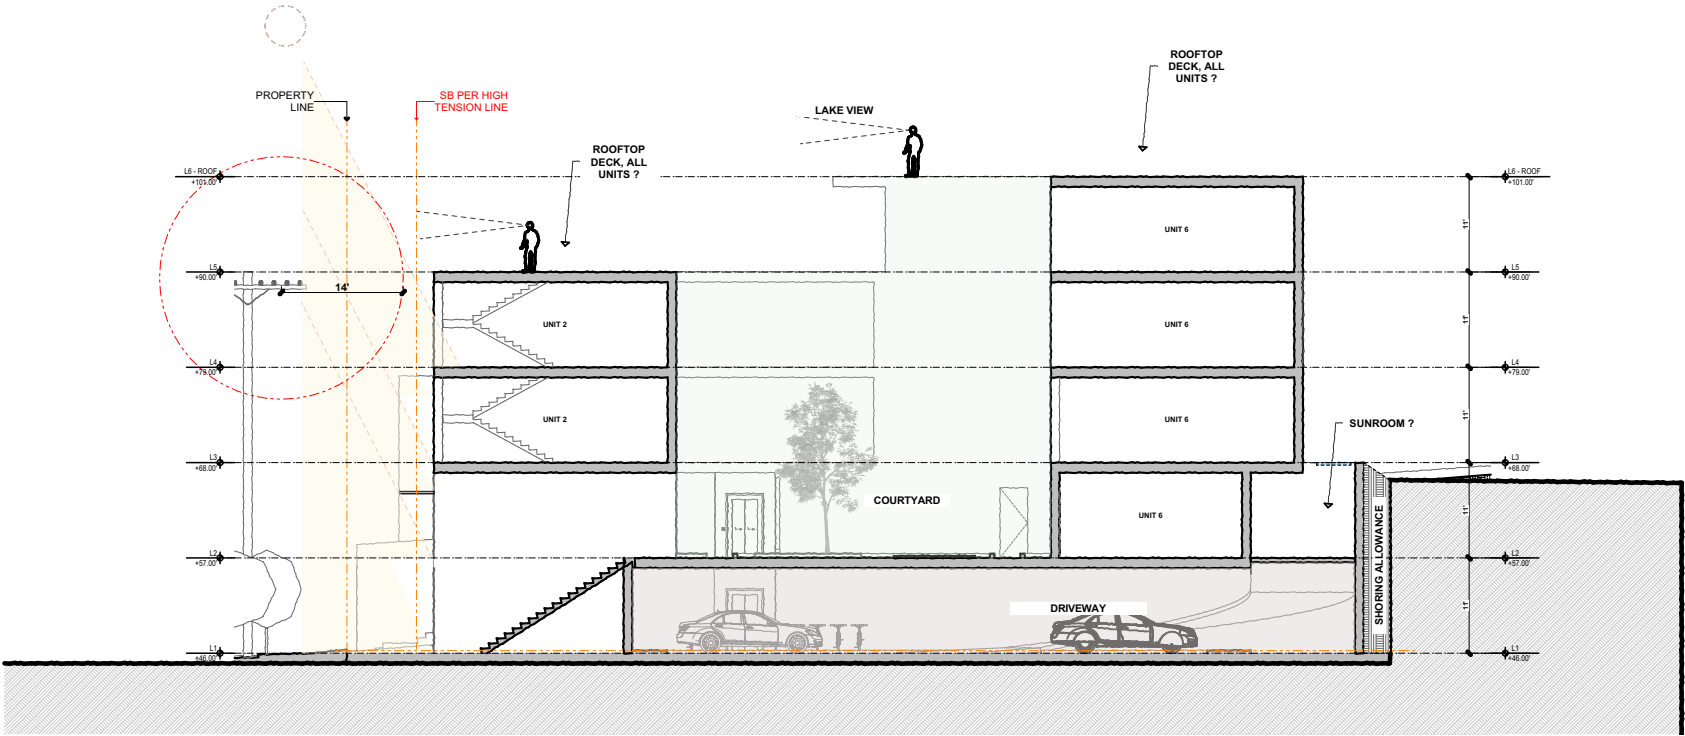 ROOFTOP
DECK, ALL
UNITS ?
PROPERTY
LINE
SB PER HIGH
TENSION LINE
LAKE VIEW
ROOFTOP
DECK, ALL
UNITS ?
L6 - ROOF
+101.00'
L6 - ROOF
+101.00'
UNIT 6
11'
L5
+90.00'
L5
+90.00'
14'
UNIT 2
UNIT 6
11'
L4
+79.00'
L4
+79.00'
UNIT 2
UNIT 6
11'
SUNROOM ?
L3
+68.00'
L3
+68.00'
COURTYARD
UNIT 6
11'
SHORING ALLOWANCE
L2
+57.00'
L2
+57.00'
DRIVEWAY
11'
L1
+46.00'
L1
+46.00'